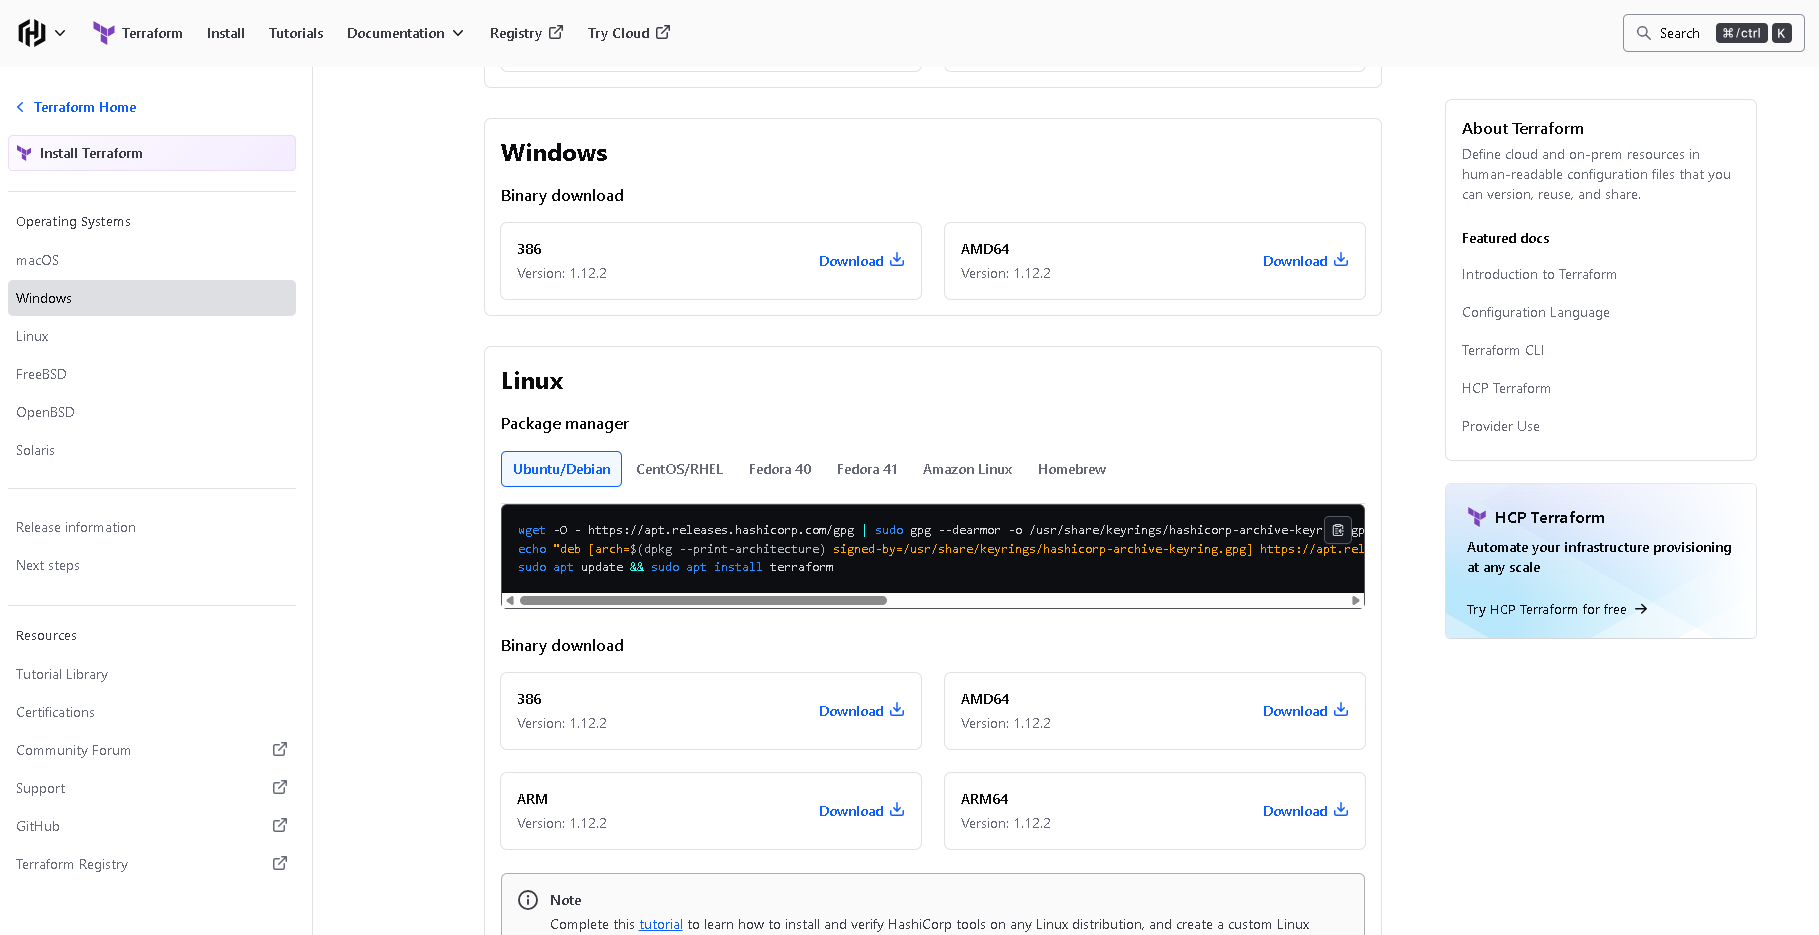 Terraform
Install
Tutorials
Documentation
Registry
Try Cloud
Search
⌘/ctrl
K
Terraform Home
Install Terraform
Operating Systems
macOS
Windows
Linux
FreeBSD
OpenBSD
Solaris
Release information
Next steps
Resources
Tutorial Library
Certifications
Community Forum
Support
GitHub
Terraform Registry
Windows
Binary download
386
Version: 1.12.2
Download
AMD64
Version: 1.12.2
Download
Linux
Package manager
Ubuntu/Debian
CentOS/RHEL
Fedora 40
Fedora 41
Amazon Linux
Homebrew
wget -O - https://apt.releases.hashicorp.com/gpg | sudo gpg --dearmor -o /usr/share/keyrings/hashicorp-archive-keyr
echo "deb [arch=$(dpkg --print-architecture) signed-by=/usr/share/keyrings/hashicorp-archive-keyring.gpg] https://apt.rel
sudo apt update && sudo apt install terraform
Binary download
386
Version: 1.12.2
Download
AMD64
Version: 1.12.2
Download
ARM
Version: 1.12.2
Download
ARM64
Version: 1.12.2
Download
Note
Complete this tutorial to learn how to install and verify HashiCorp tools on any Linux distribution, and create a custom Linux
About Terraform
Define cloud and on-prem resources in
human-readable configuration files that you
can version, reuse, and share.
Featured docs
Introduction to Terraform
Configuration Language
Terraform CLI
HCP Terraform
Provider Use
HCP Terraform
Automate your infrastructure provisioning
at any scale
Try HCP Terraform for free →